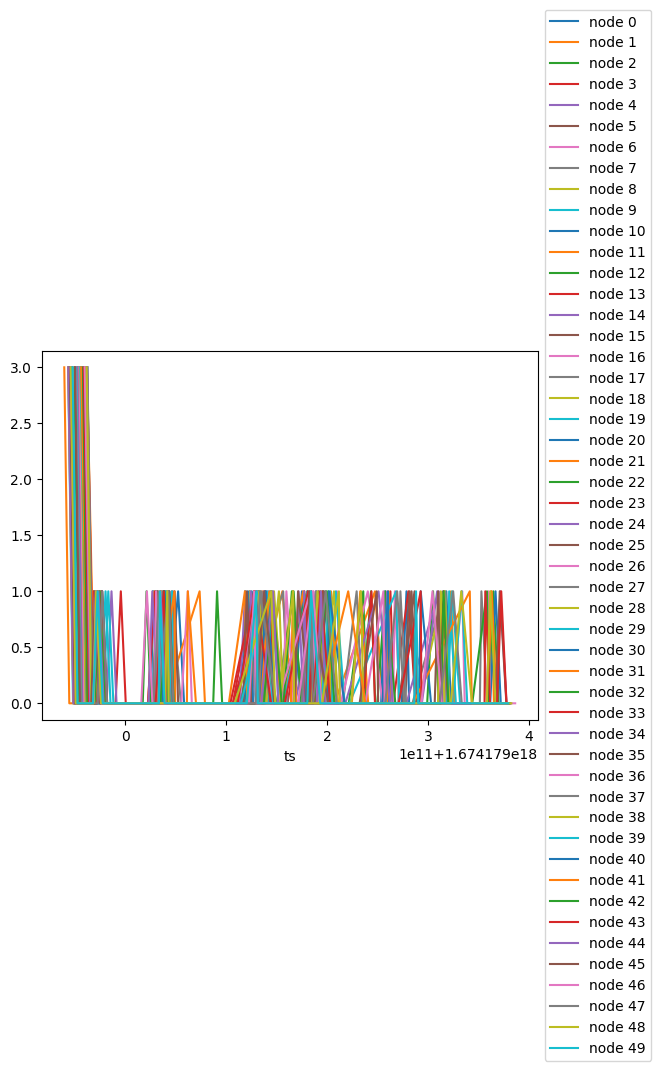 3.0
2.5
2.0
1.5
1.0
0.5
0.0
0 1 2 3 4
ts
1e11+1.674179e18
node 0
node 1
node 2
node 3
node 4
node 5
node 6
node 7
node 8
node 9
node 10
node 11
node 12
node 13
node 14
node 15
node 16
node 17
node 18
node 19
node 20
node 21
node 22
node 23
node 24
node 25
node 26
node 27
node 28
node 29
node 30
node 31
node 32
node 33
node 34
node 35
node 36
node 37
node 38
node 39
node 40
node 41
node 42
node 43
node 44
node 45
node 46
node 47
node 48
node 49